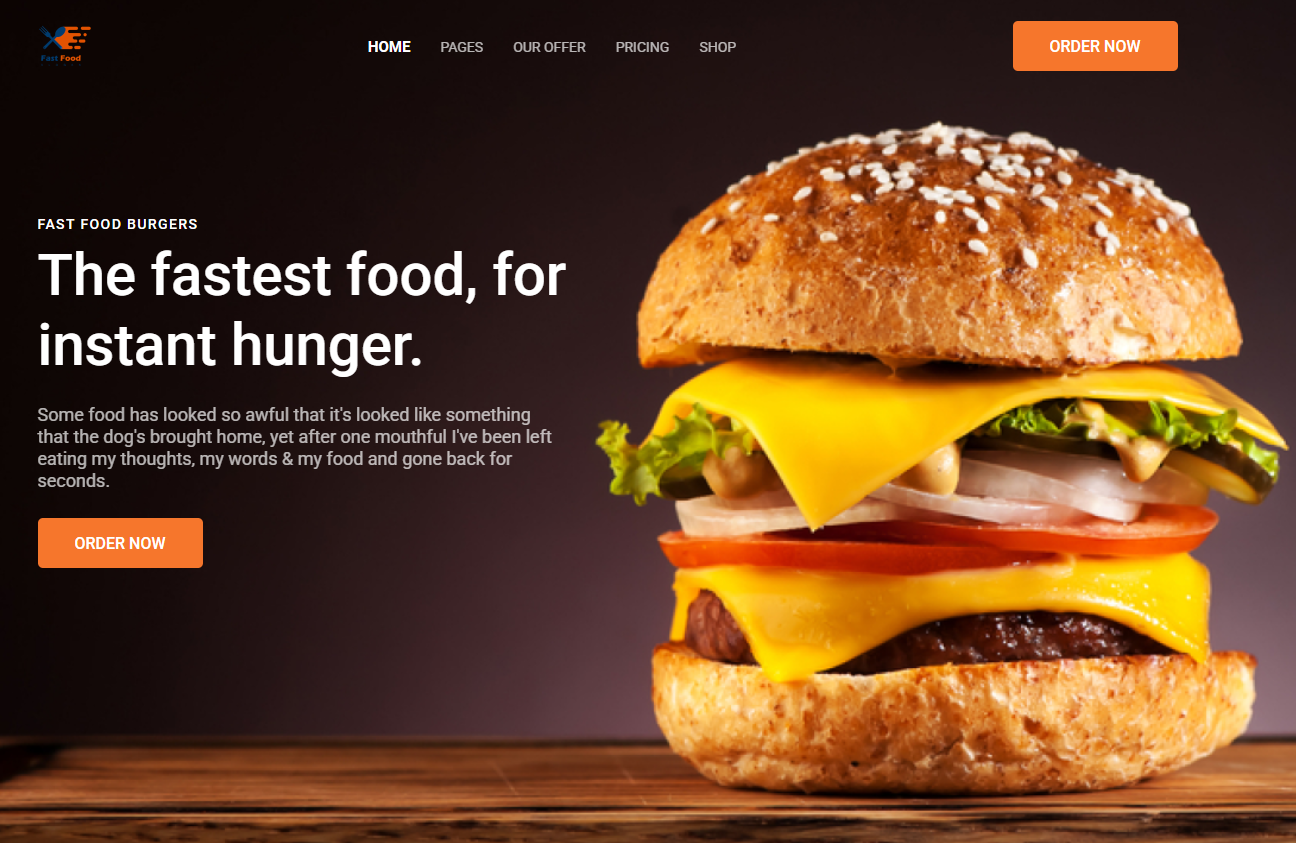 Fast Food
HOME PAGES OUR OFFER PRICING SHOP
ORDER NOW
FAST FOOD BURGERS
The fastest food, for
instant hunger.
Some food has looked so awful that it's looked like something
that the dog's brought home, yet after one mouthful I've been left
eating my thoughts, my words & my food and gone back for
seconds.
ORDER NOW